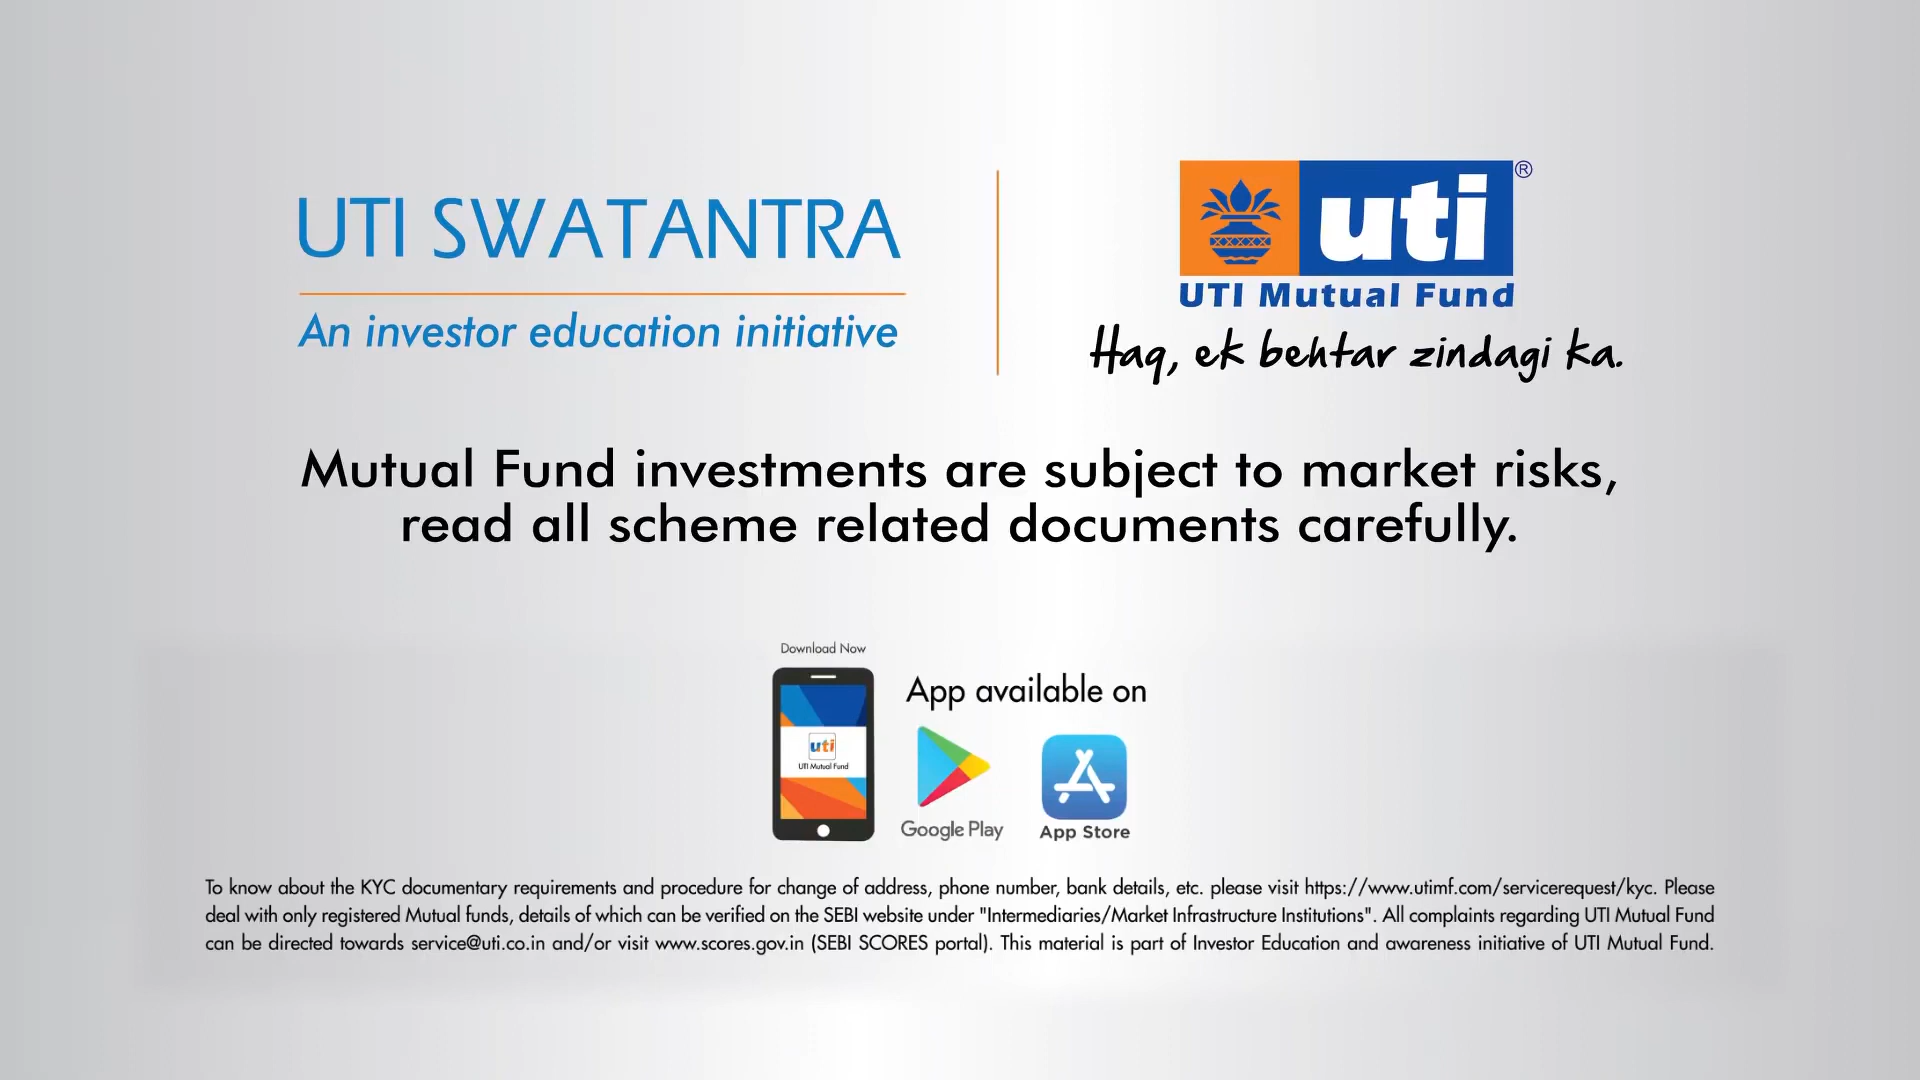 UTI SWATANTRA
An investor education initiative
uti ®
UTI Mutual Fund
Haq, ek behtar zindagi ka.
Mutual Fund investments are subject to market risks,
read all scheme related documents carefully.
Download Now
uti
UTI Mutual Fund
App available on
Google Play
App Store
To know about the KYC documentary requirements and procedure for change of address, phone number, bank details, etc. please visit https://www.utimf.com/servicerequest/kyc. Please
deal with only registered Mutual funds, details of which can be verified on the SEBI website under "Intermediaries/Market Infrastructure Institutions". All complaints regarding UTI Mutual Fund
can be directed towards service@uti.co.in and/or visit www.scores.gov.in (SEBI SCORES portal). This material is part of Investor Education and awareness initiative of UTI Mutual Fund.